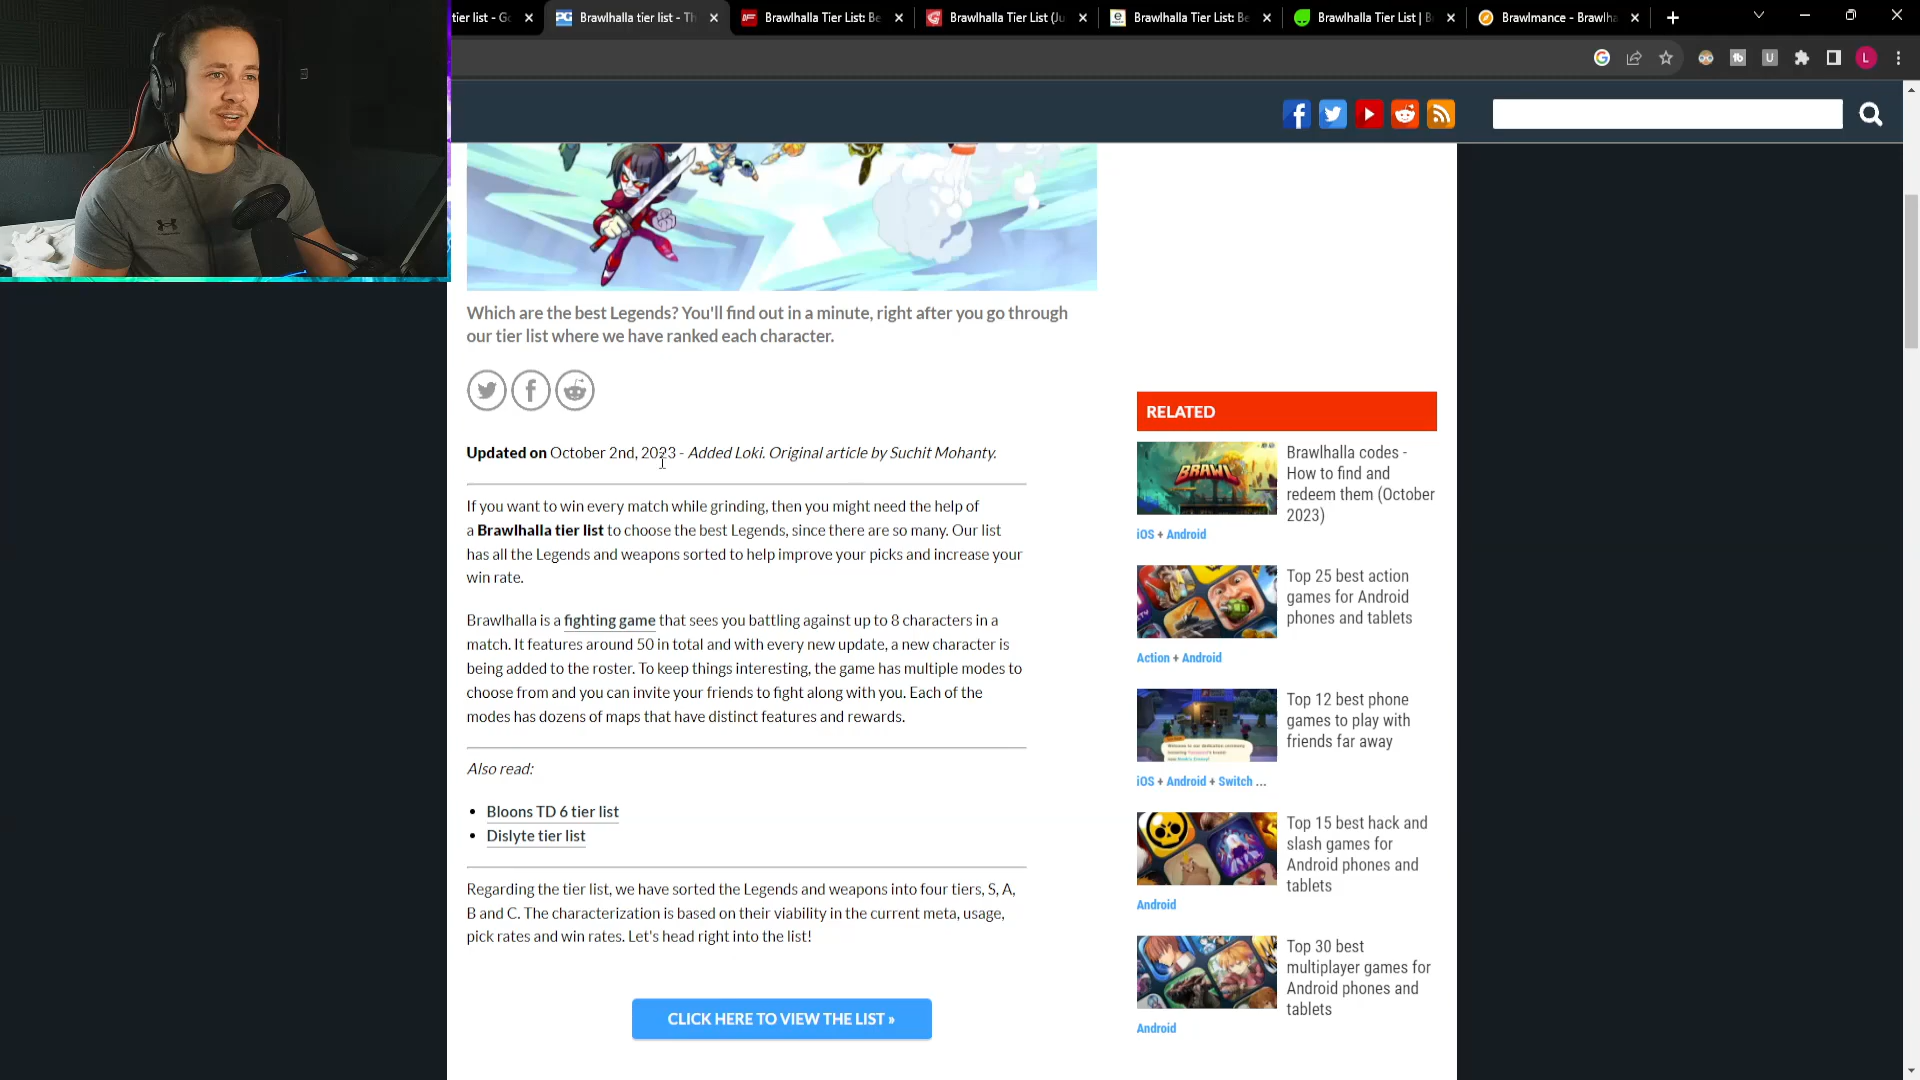 tier list - Go
Brawlhalla tier list - Th
Brawlhalla Tier List: Be
Brawlhalla Tier List (Ju
Brawlhalla Tier List: Be
Brawlhalla Tier List | B
Brawlmance - Brawlha
Which are the best Legends? You'll find out in a minute, right after you go through
our tier list where we have ranked each character.
Updated on October 2nd, 2023 - Added Loki. Original article by Suchit Mohanty.
If you want to win every match while grinding, then you might need the help of
a Brawlhalla tier list to choose the best Legends, since there are so many. Our list
has all the Legends and weapons sorted to help improve your picks and increase your
win rate.
Brawlhalla is a fighting game that sees you battling against up to 8 characters in a
match. It features around 50 in total and with every new update, a new character is
being added to the roster. To keep things interesting, the game has multiple modes to
choose from and you can invite your friends to fight along with you. Each of the
modes has dozens of maps that have distinct features and rewards.
Also read:
Bloons TD 6 tier list
Dislyte tier list
Regarding the tier list, we have sorted the Legends and weapons into four tiers, S, A,
B and C. The characterization is based on their viability in the current meta, usage,
pick rates and win rates. Let's head right into the list!
CLICK HERE TO VIEW THE LIST »
RELATED
BRAWL
Brawlhalla codes -
How to find and
redeem them (October
2023)
iOS + Android
Top 25 best action
games for Android
phones and tablets
Action + Android
Top 12 best phone
games to play with
friends far away
iOS + Android + Switch ...
Top 15 best hack and
slash games for
Android phones and
tablets
Android
Top 30 best
multiplayer games for
Android phones and
tablets
Android